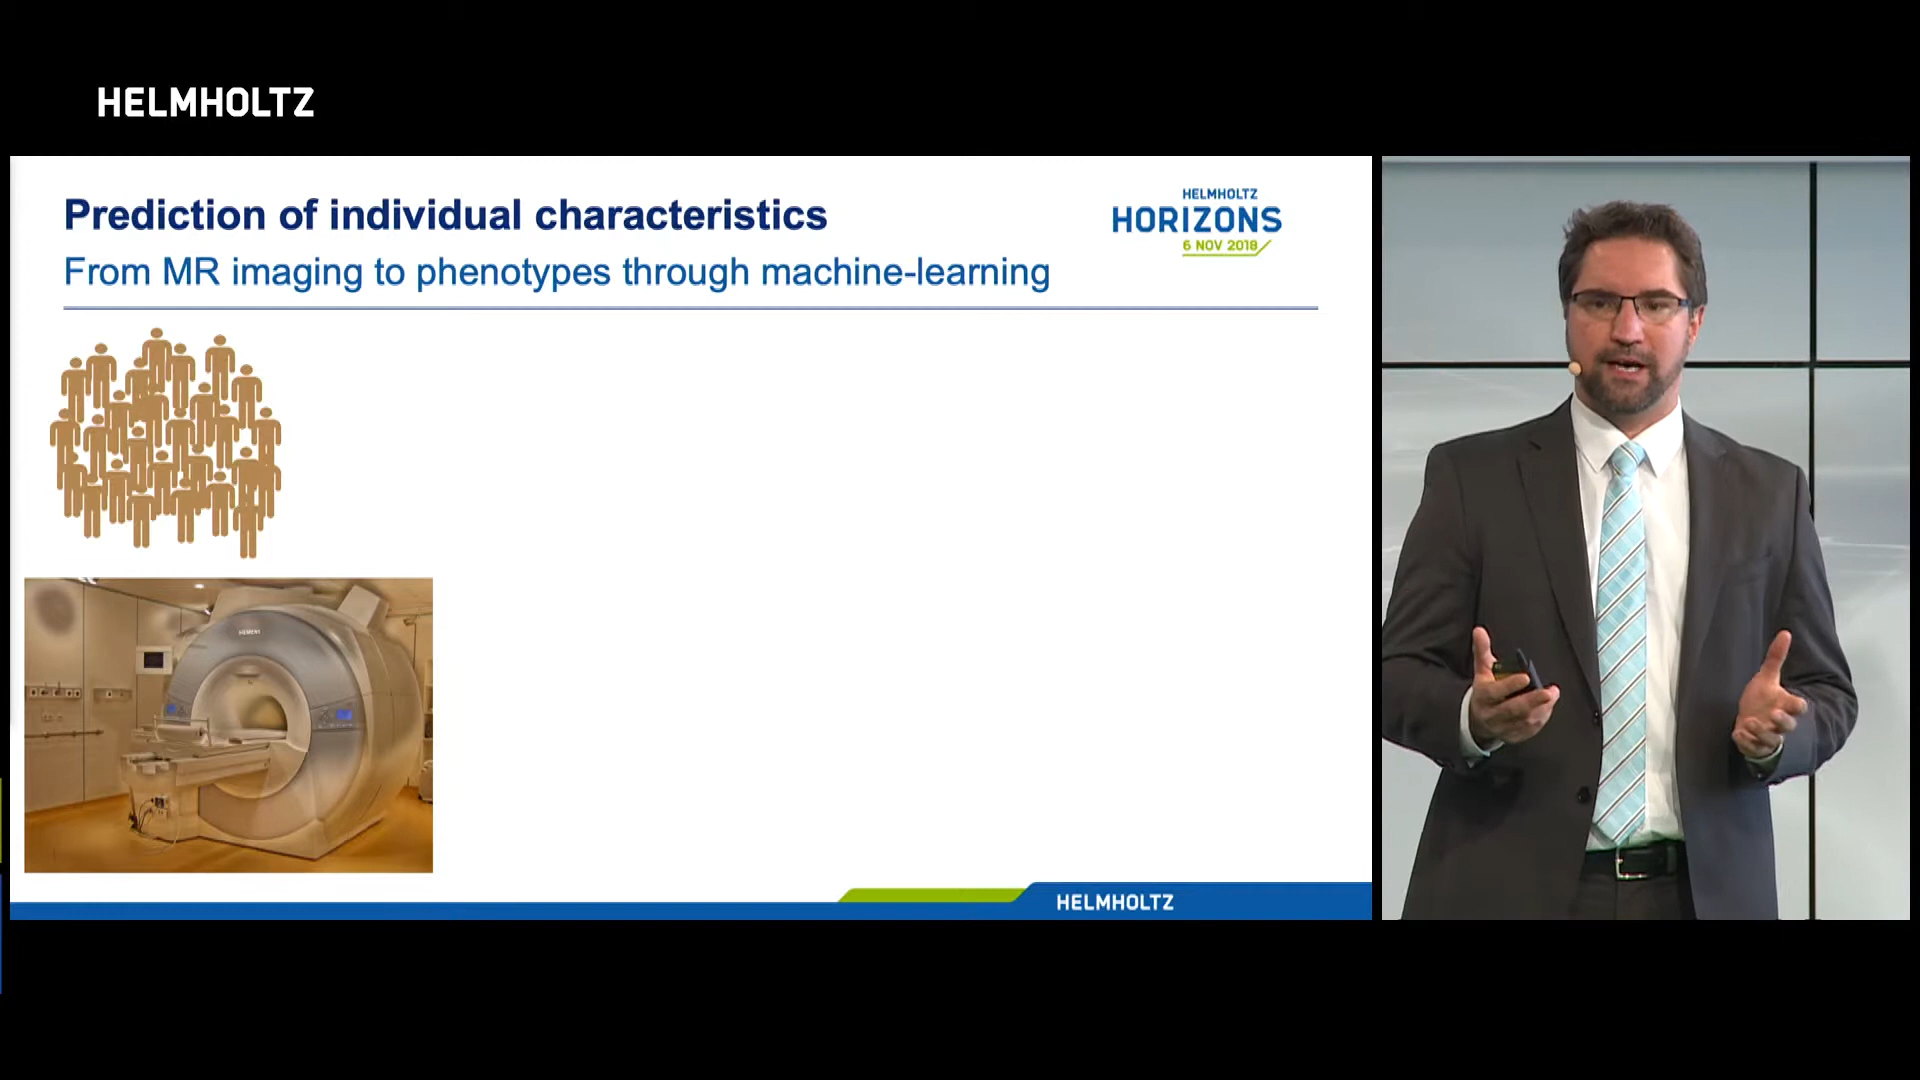 HELMHOLTZ
Prediction of individual characteristics
From MR imaging to phenotypes through machine-learning
HELMHOLTZ
HORIZONS
6 NOV 2018
SIEMENS
HELMHOLTZ